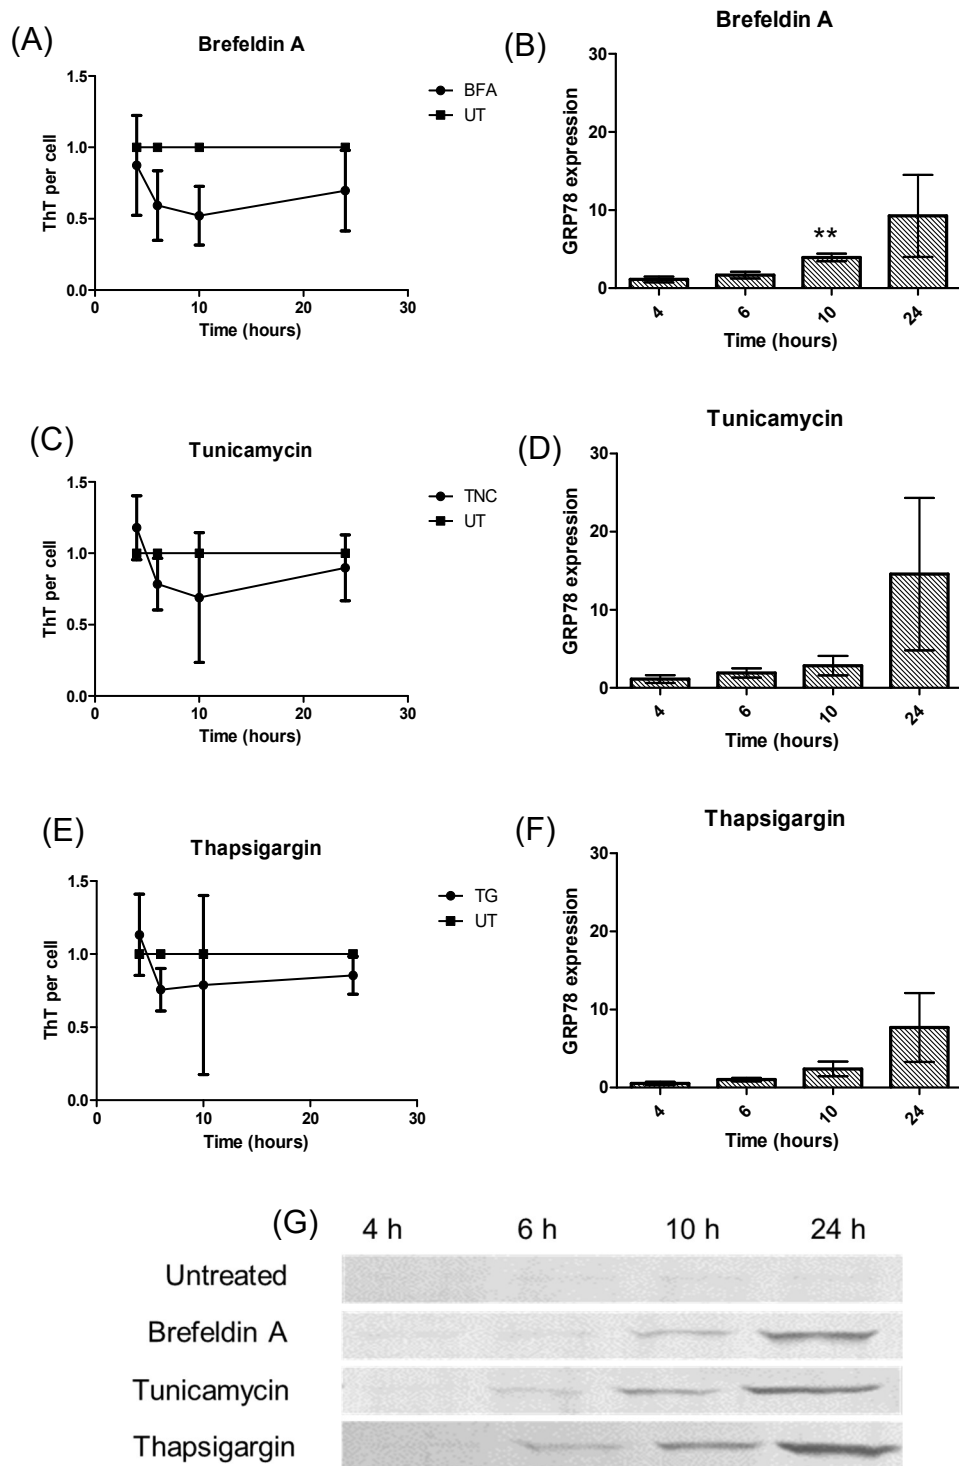 (A)
Brefeldin A
1.5
1.0
0.5
0.0
ThT per cell
0
10
20
30
Time (hours)
BFA
UT
(B)
Brefeldin A
30
20
10
0
GRP78 expression
**
4
6
10
24
Time (hours)
(C)
Tunicamycin
1.5
1.0
0.5
0.0
ThT per cell
0
10
20
30
Time (hours)
TNC
UT
(D)
Tunicamycin
30
20
10
0
GRP78 expression
4
6
10
24
Time (hours)
(E)
Thapsigargin
1.5
1.0
0.5
0.0
ThT per cell
0
10
20
30
Time (hours)
TG
UT
(F)
Thapsigargin
30
20
10
0
GRP78 expression
4
6
10
24
Time (hours)
(G)
4 h 6 h 10 h 24 h
Untreated
Brefeldin A
Tunicamycin
Thapsigargin